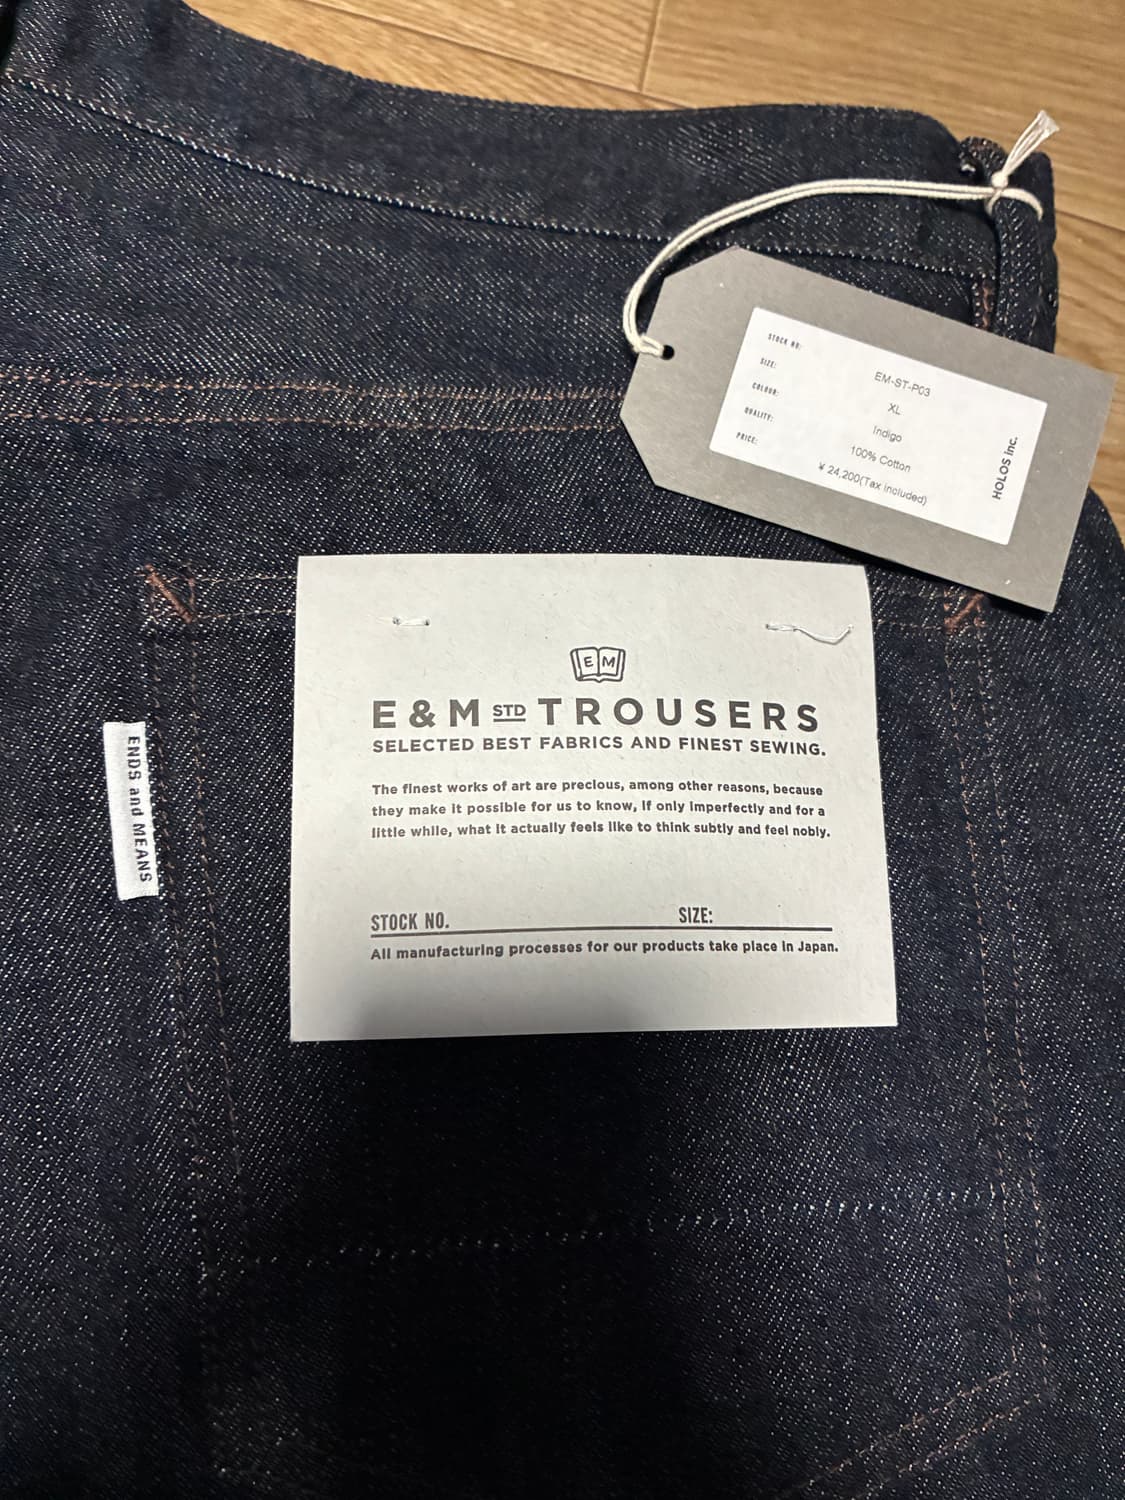 STOCK NO:
EM-ST-P03
SIZE:
XL
COLOUR:
Indigo
QUALITY:
100% Cotton
PRICE:
¥ 24,200(Tax included)
HOLOS inc.
E M
E & M STD TROUSERS
SELECTED BEST FABRICS AND FINEST SEWING.
The finest works of art are precious, among other reasons, because
they make it possible for us to know, if only imperfectly and for a
little while, what it actually feels like to think subtly and feel nobly.
STOCK NO. SIZE:
All manufacturing processes for our products take place in Japan.
ENDS and MEANS